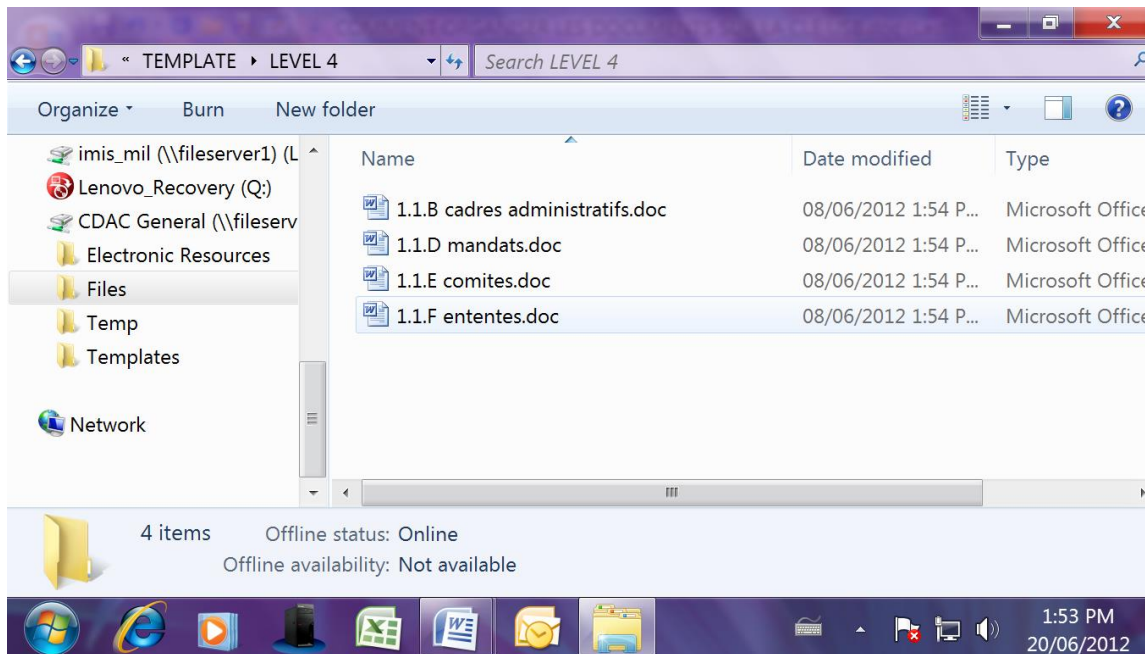 « TEMPLATE ▸ LEVEL 4
Search LEVEL 4
Organize
Burn
New folder
imis_mil (\\fileserver1) (L
Lenovo_Recovery (Q:)
CDAC General (\\fileserv
Electronic Resources
Files
Temp
Templates
Network
Name Date modified Type
1.1.B cadres administratifs.doc 08/06/2012 1:54 P... Microsoft Office
1.1.D mandats.doc 08/06/2012 1:54 P... Microsoft Office
1.1.E comites.doc 08/06/2012 1:54 P... Microsoft Office
1.1.F ententes.doc 08/06/2012 1:54 P... Microsoft Office
4 items Offline status: Online
Offline availability: Not available
1:53 PM
20/06/2012